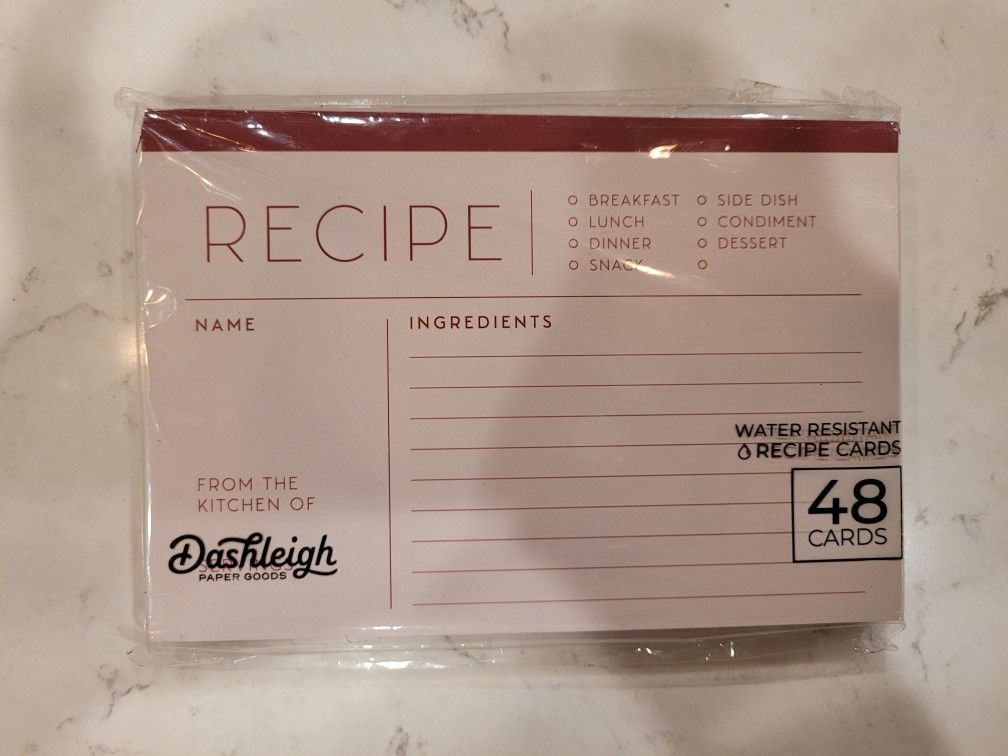 RECIPE
BREAKFAST
LUNCH
DINNER
SNACK
SIDE DISH
CONDIMENT
DESSERT
NAME
INGREDIENTS
WATER RESISTANT
RECIPE CARDS
48
CARDS
FROM THE
KITCHEN OF
Dashleigh
SERVINGS
PAPER GOODS